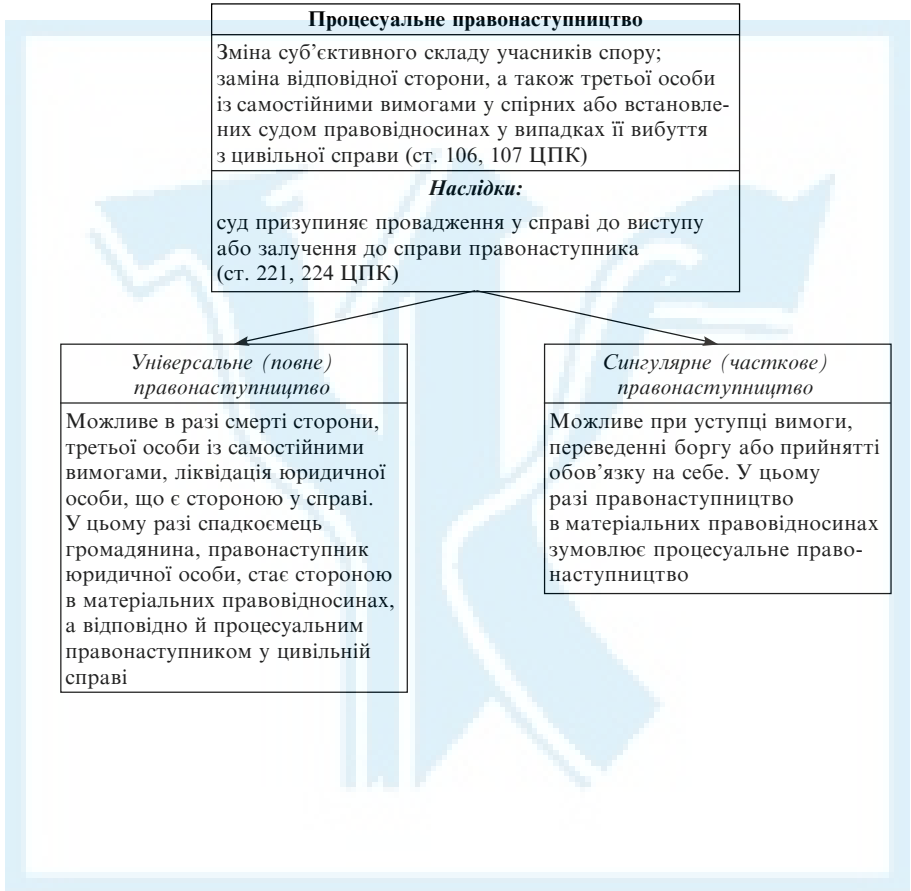 Процесуальне правонаступництво
Зміна суб’єктивного складу учасників спору;
заміна відповідної сторони, а також третьої особи
із самостійними вимогами у спірних або встановле-
них судом правовідносинах у випадках її вибуття
з цивільної справи (ст. 106, 107 ЦПК)
Наслідки:
суд призупиняє провадження у справі до виступу
або залучення до справи правонаступника
(ст. 221, 224 ЦПК)
Універсальне (повне)
правонаступництво
Можливе в разі смерті сторони,
третьої особи із самостійними
вимогами, ліквідація юридичної
особи, що є стороною у справі.
У цьому разі спадкоємець
громадянина, правонаступник
юридичної особи, стає стороною
в матеріальних правовідносинах,
а відповідно й процесуальним
правонаступником у цивільній
справі
Сингулярне (часткове)
правонаступництво
Можливе при уступці вимоги,
переведенні боргу або прийнятті
обов’язку на себе. У цьому
разі правонаступництво
в матеріальних правовідносинах
зумовлює процесуальне право-
наступництво